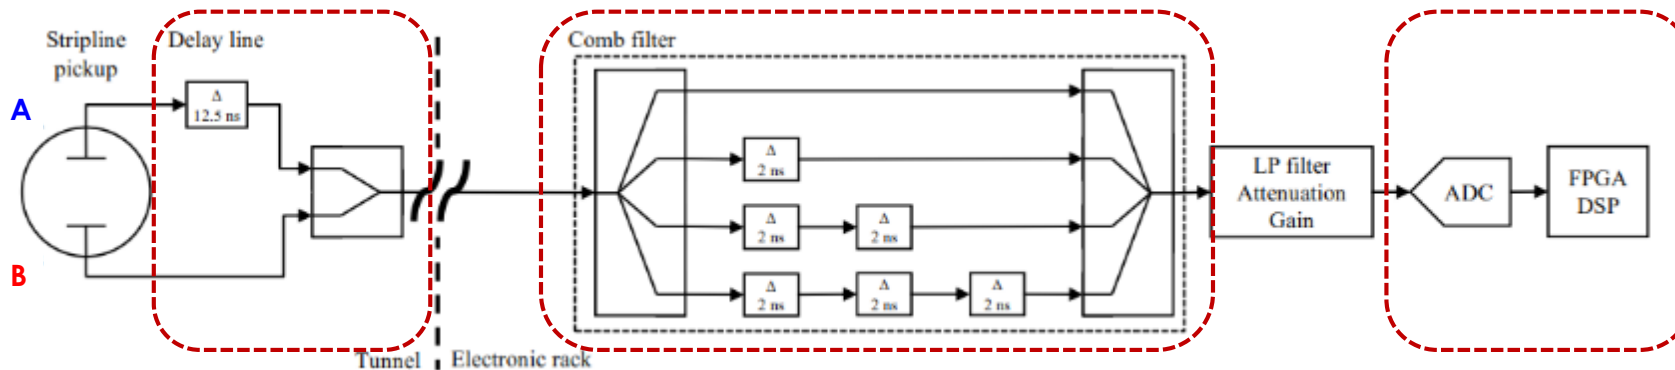 Stripline
pickup
A
B
Delay line
Δ
12.5 ns
Tunnel
Electronic rack
Comb filter
Δ
2 ns
Δ
2 ns
Δ
2 ns
Δ
2 ns
Δ
2 ns
Δ
2 ns
LP filter
Attenuation
Gain
ADC
FPGA
DSP